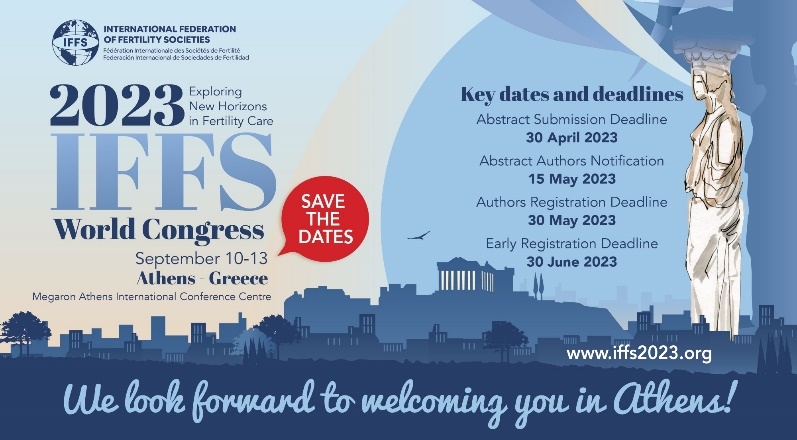 IFFS
INTERNATIONAL FEDERATION
OF FERTILITY SOCIETIES
Fédération Internationale des Sociétés de Fertilité
Federación Internacional de Sociedades de Fertilidad
2023
Exploring
New Horizons
in Fertility Care
IFFS
World Congress
September 10-13
Athens - Greece
Megaron Athens International Conference Centre
SAVE
THE
DATES
Key dates and deadlines
Abstract Submission Deadline
30 April 2023
Abstract Authors Notification
15 May 2023
Authors Registration Deadline
30 May 2023
Early Registration Deadline
30 June 2023
www.iffs2023.org
We look forward to welcoming you in Athens!